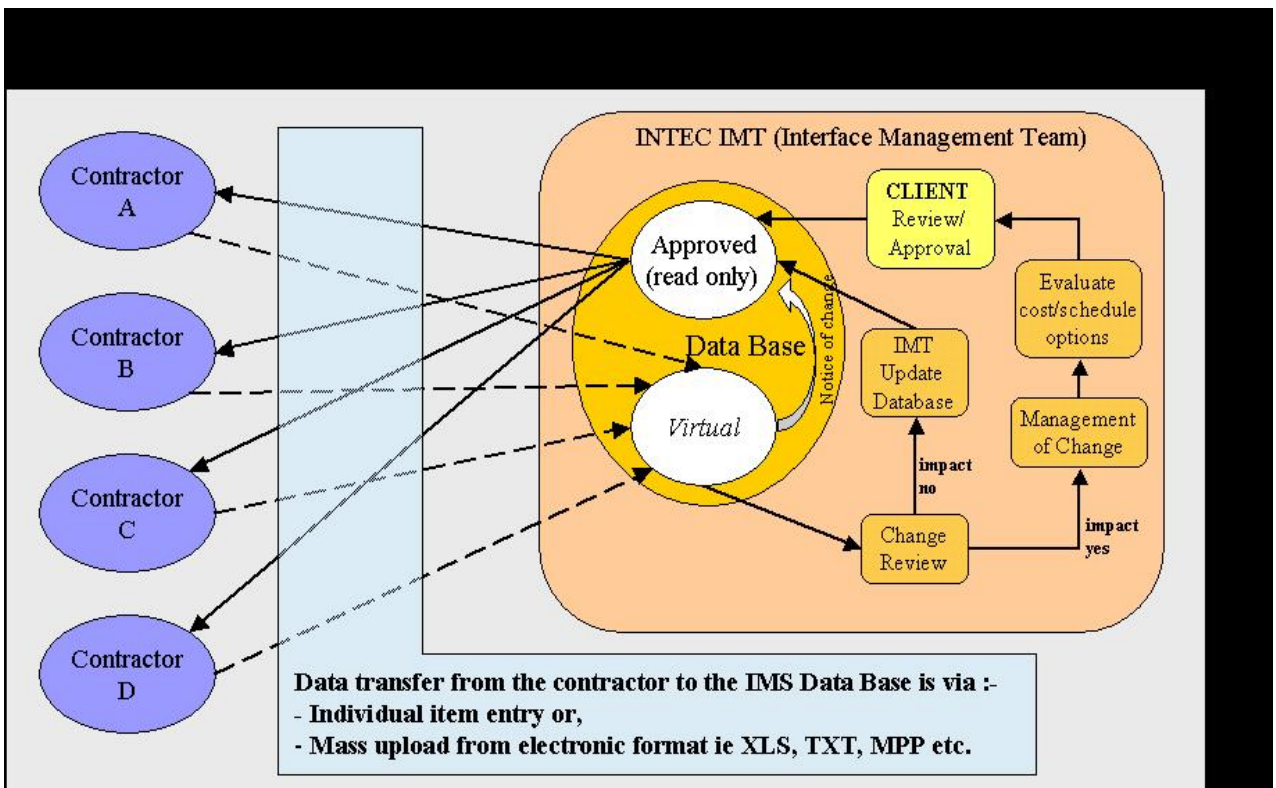 INTEC IMT (Interface Management Team)
Contractor
A
Contractor
B
Contractor
C
Contractor
D
Approved
(read only)
Data Base
Virtual
Notice of change
CLIENT
Review/
Approval
IMT
Update
Database
Evaluate
cost/schedule
options
Management
of Change
impact
no
impact
yes
Change
Review
Data transfer from the contractor to the IMS Data Base is via :-
- Individual item entry or,
- Mass upload from electronic format ie XLS, TXT, MPP etc.